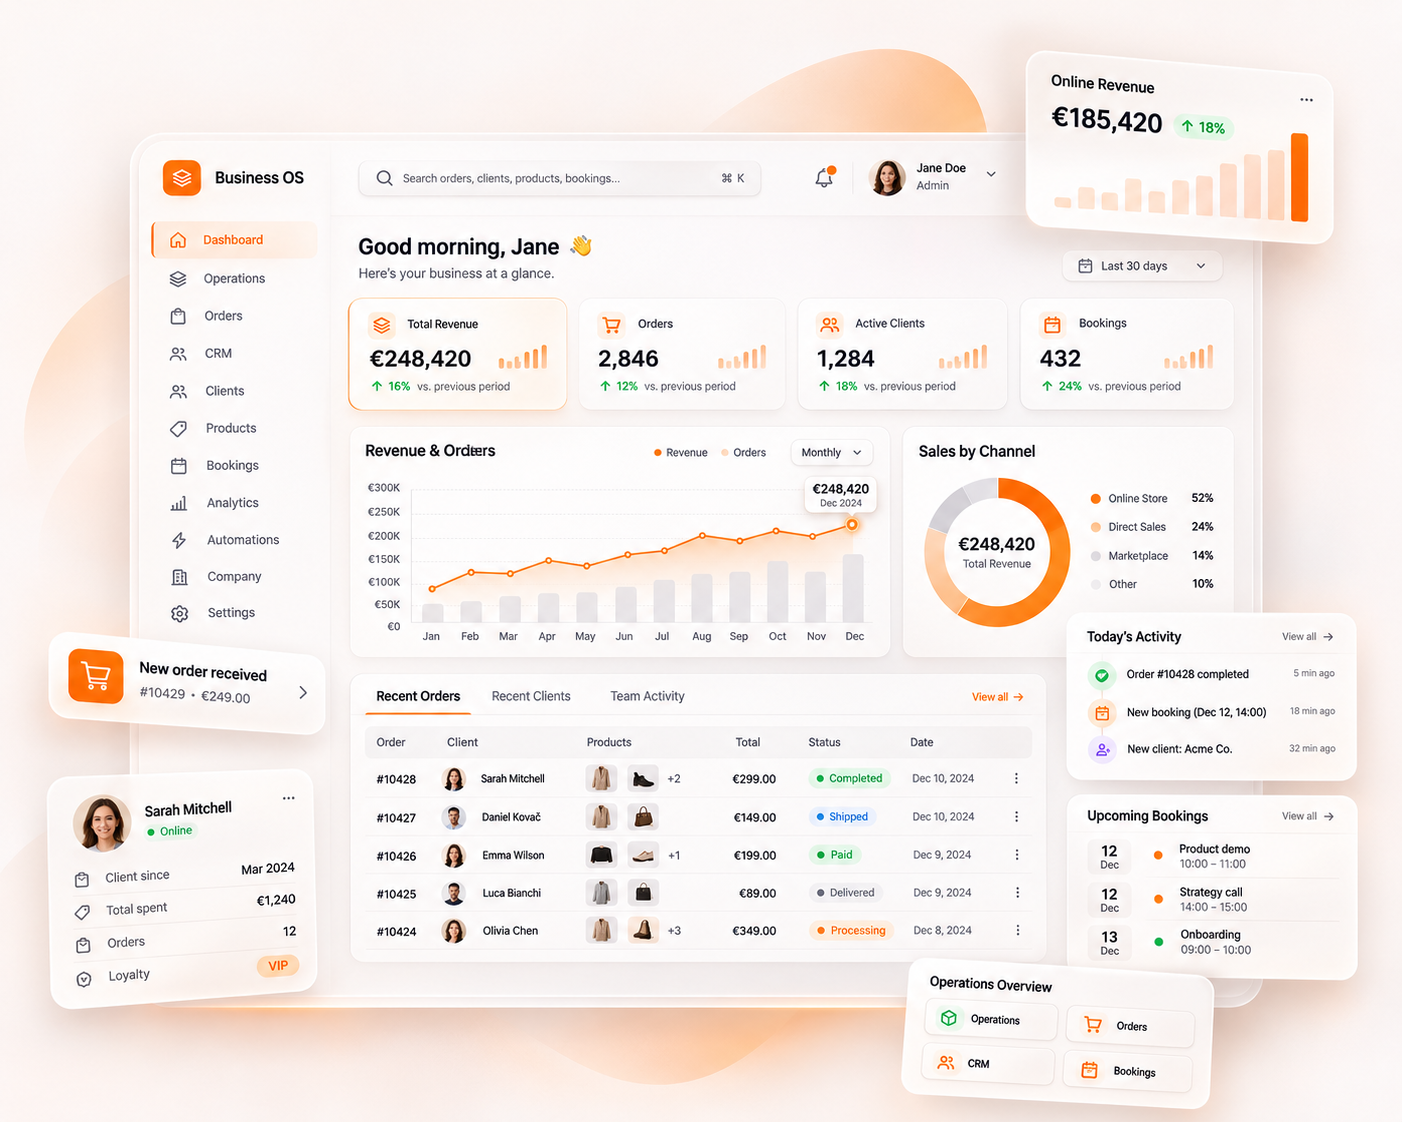 Business OS
Dashboard
Operations
Orders
CRM
Clients
Products
Bookings
Analytics
Automations
Company
Settings
Search orders, clients, products, bookings...
⌘ K
Jane Doe
Admin
Online Revenue
€185,420
↑ 18%
Good morning, Jane 👋
Here's your business at a glance.
Last 30 days
Total Revenue
€248,420
↑ 16% vs. previous period
Orders
2,846
↑ 12% vs. previous period
Active Clients
1,284
↑ 18% vs. previous period
Bookings
432
↑ 24% vs. previous period
Revenue & Orders
Revenue
Orders
Monthly
€248,420
Dec 2024
€300K
€250K
€200K
€150K
€100K
€50K
€0
Jan Feb Mar Apr May Jun Jul Aug Sep Oct Nov Dec
Sales by Channel
€248,420
Total Revenue
Online Store 52%
Direct Sales 24%
Marketplace 14%
Other 10%
New order received
#10429 • €249.00
Sarah Mitchell
Online
Client since Mar 2024
Total spent €1,240
Orders 12
Loyalty VIP
Recent Orders Recent Clients Team Activity View all →
Order Client Products Total Status Date
#10428 Sarah Mitchell +2 €299.00 Completed Dec 10, 2024
#10427 Daniel Kovač €149.00 Shipped Dec 10, 2024
#10426 Emma Wilson +1 €199.00 Paid Dec 9, 2024
#10425 Luca Bianchi €89.00 Delivered Dec 9, 2024
#10424 Olivia Chen +3 €349.00 Processing Dec 8, 2024
Today's Activity View all →
Order #10428 completed 5 min ago
New booking (Dec 12, 14:00) 18 min ago
New client: Acme Co. 32 min ago
Upcoming Bookings View all →
12 Dec
Product demo
10:00 – 11:00
12 Dec
Strategy call
14:00 – 15:00
13 Dec
Onboarding
09:00 – 10:00
Operations Overview
Operations
Orders
CRM
Bookings